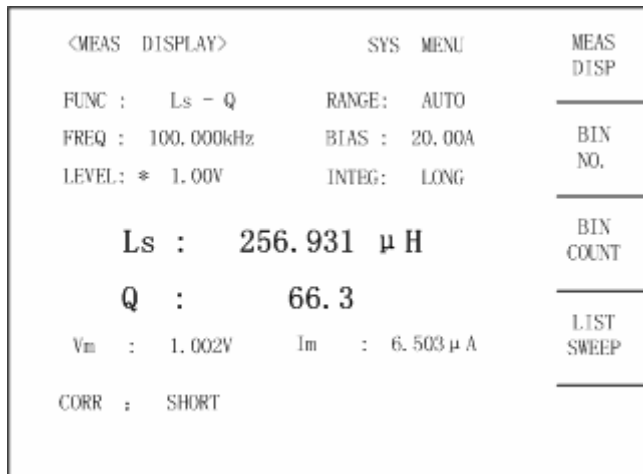 <MEAS DISPLAY> SYS MENU
FUNC : Ls - Q RANGE: AUTO
FREQ : 100.000kHz BIAS : 20.00A
LEVEL: * 1.00V INTEG: LONG
Ls : 256.931 μH
Q : 66.3
Vm : 1.002V Im : 6.503μA
CORR : SHORT
MEAS
DISP
BIN
NO.
BIN
COUNT
LIST
SWEEP